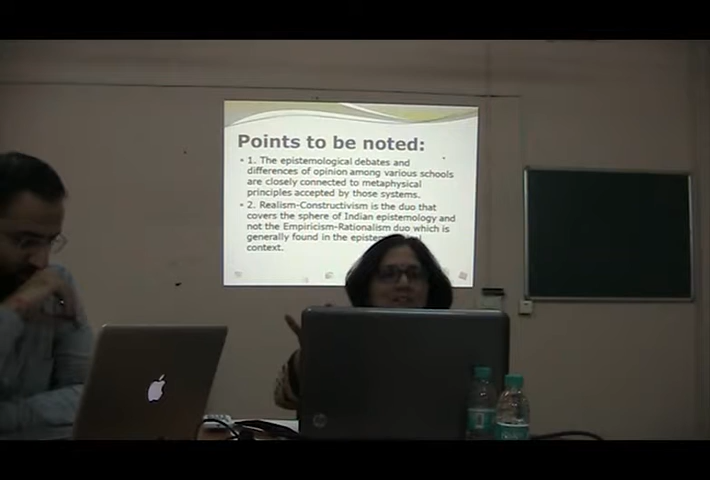 Points to be noted:
• 1. The epistemological debates and
differences of opinion among various schools
are closely connected to metaphysical
principles accepted by those systems.
• 2. Realism-Constructivism is the duo that
covers the sphere of Indian epistemology and
not the Empiricism-Rationalism duo which is
generally found in the
context.
hp